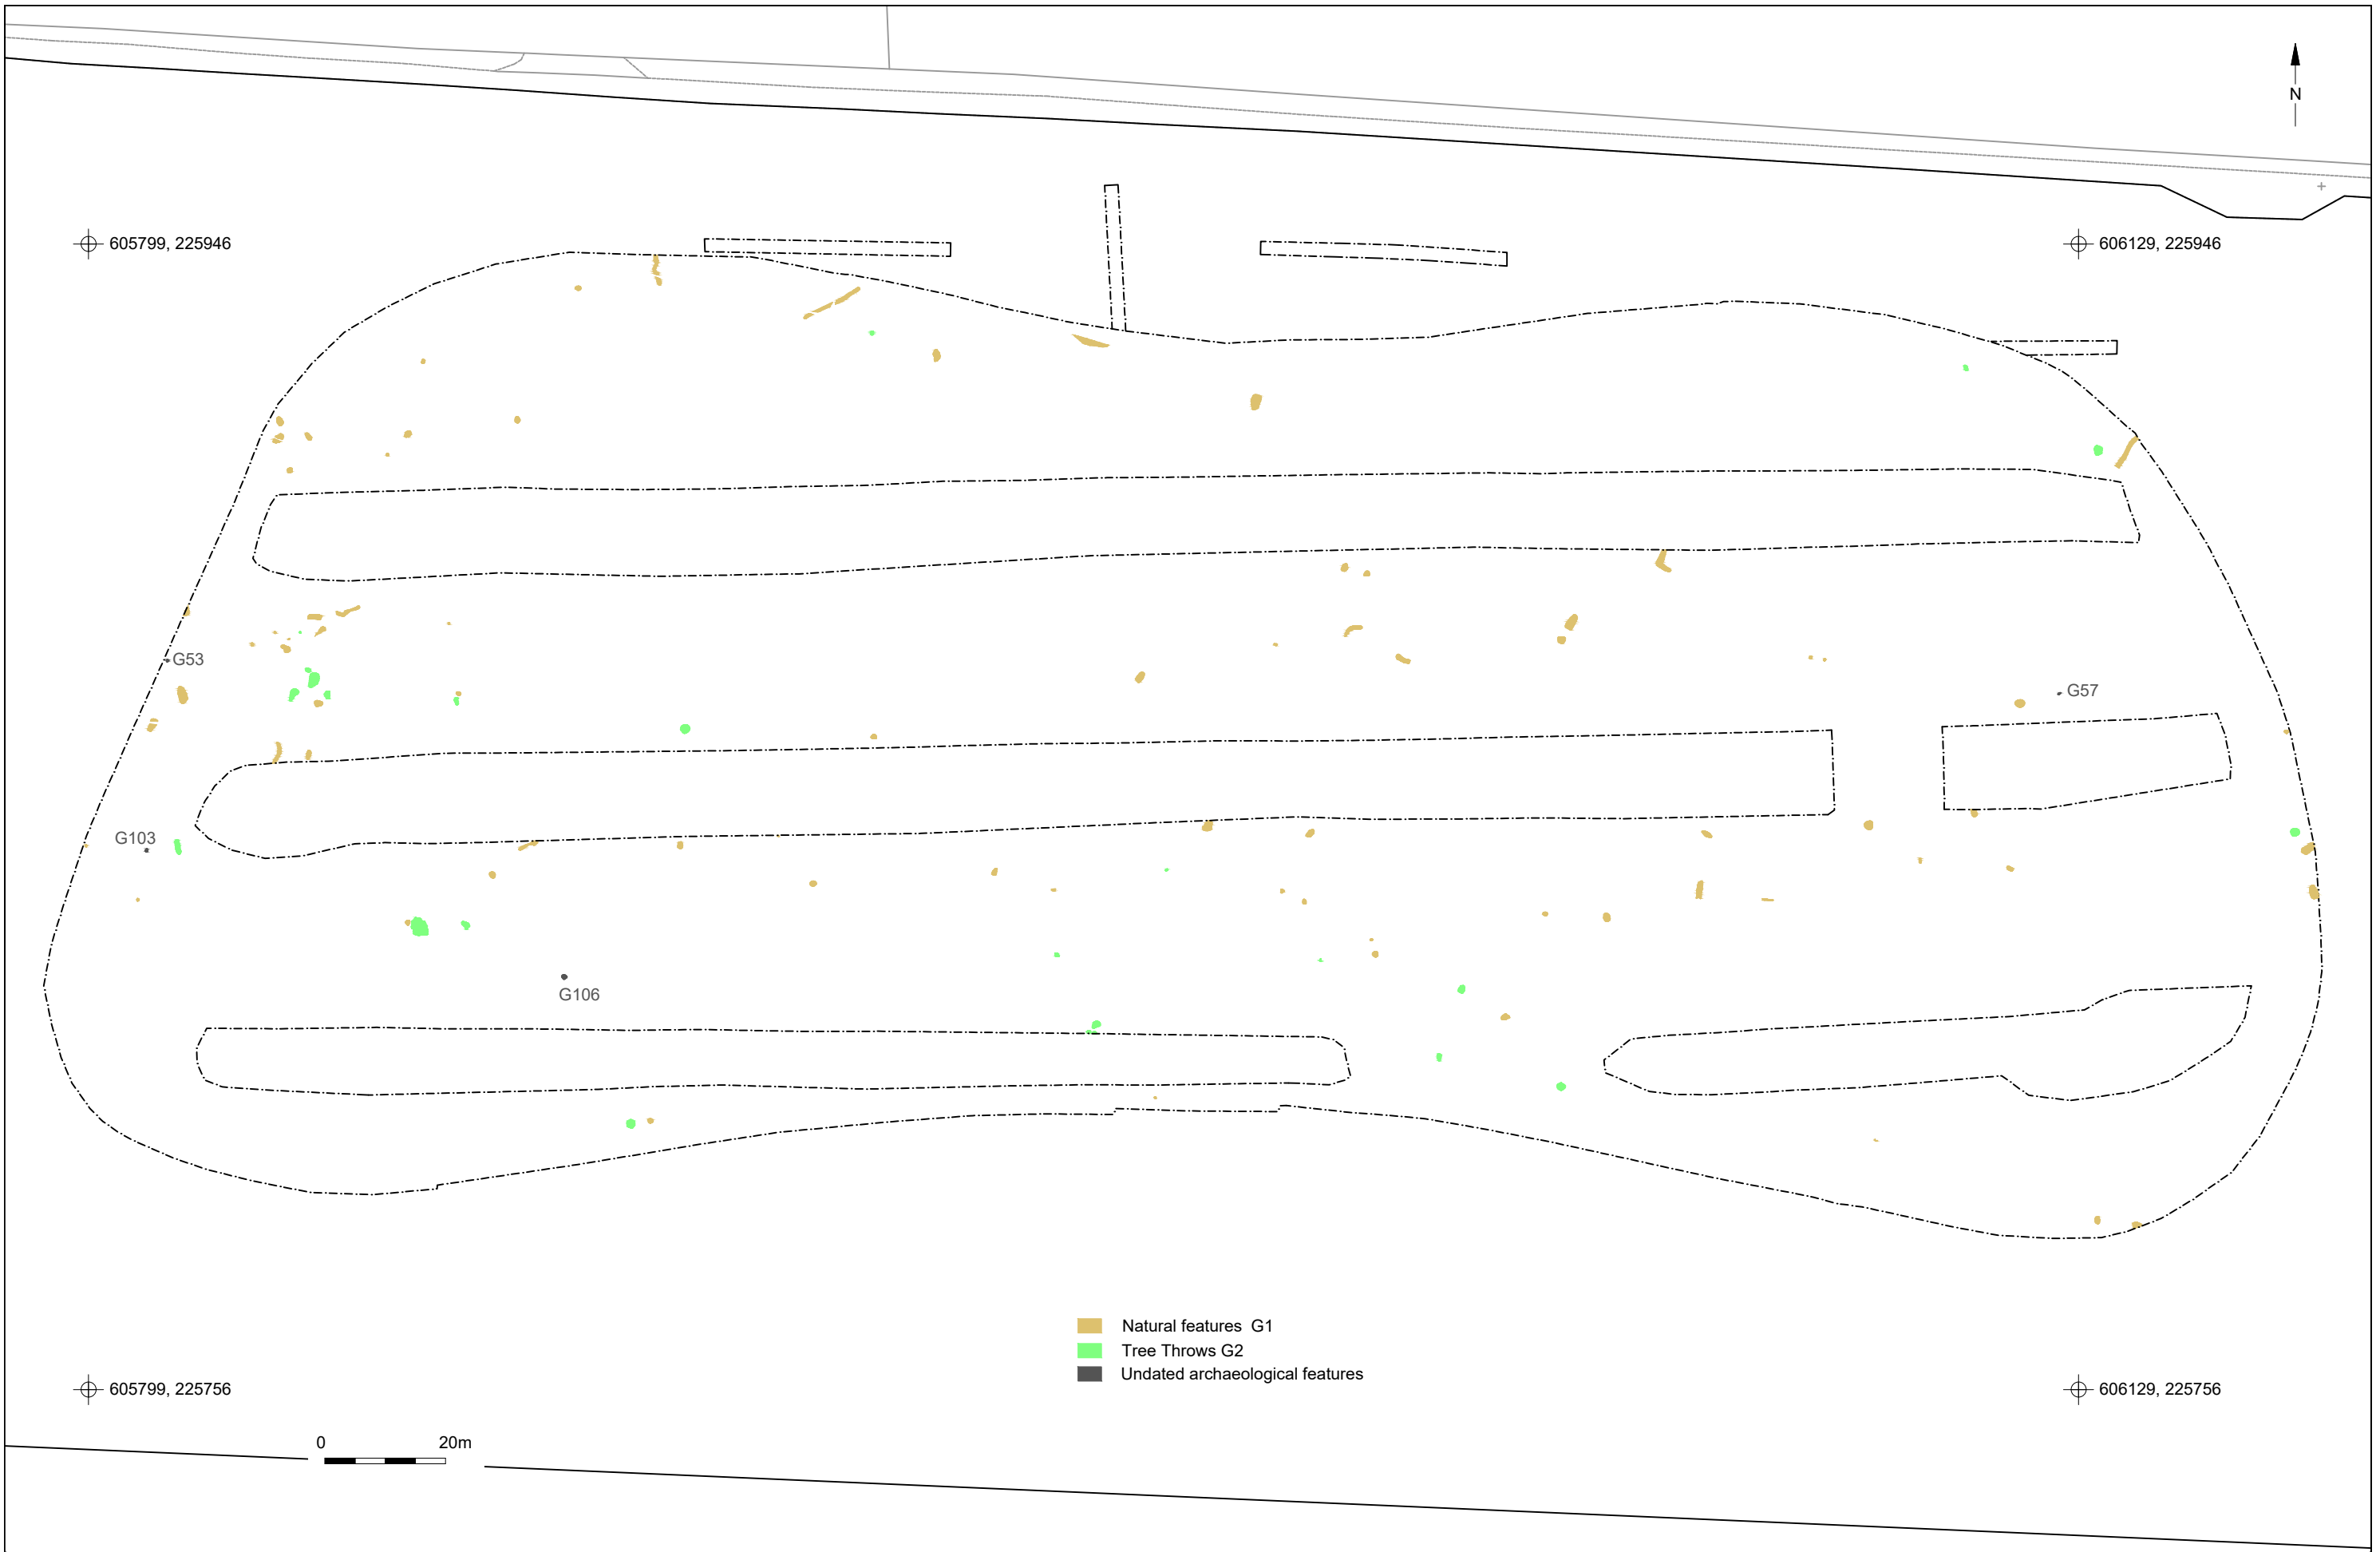 N
605799, 225946
606129, 225946
G53
G57
G103
G106
Natural features G1
Tree Throws G2
Undated archaeological features
605799, 225756
606129, 225756
0 20m